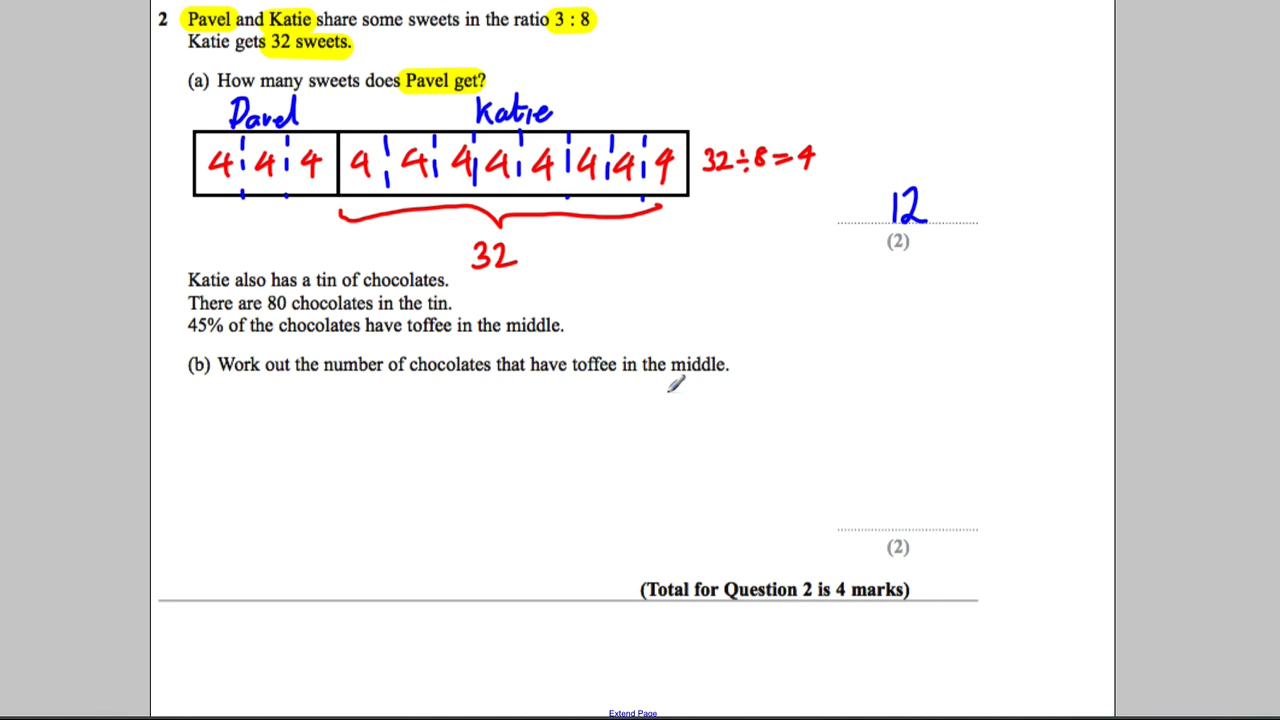 2 Pavel and Katie share some sweets in the ratio 3 : 8
Katie gets 32 sweets.
(a) How many sweets does Pavel get?
Pavel Katie
4 4 4 4 4 4 4 4 4 4 4 32÷8=4
12
(2)
32
Katie also has a tin of chocolates.
There are 80 chocolates in the tin.
45% of the chocolates have toffee in the middle.
(b) Work out the number of chocolates that have toffee in the middle.
(2)
(Total for Question 2 is 4 marks)
Extend Page